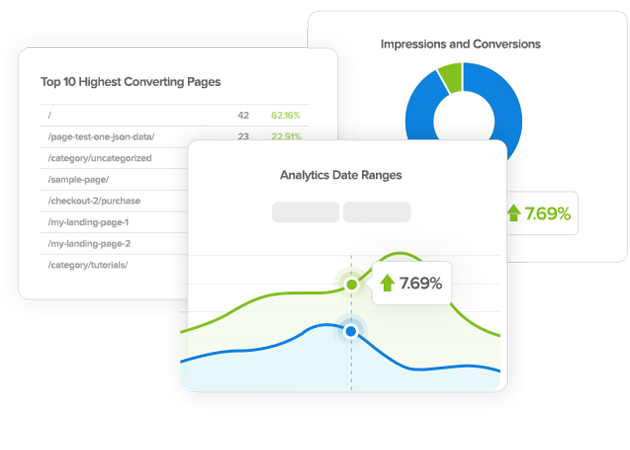 Impressions and Conversions
Top 10 Highest Converting Pages
/ 42 62.16%
/page-test-one-json-data/ 23 22.51%
/category/uncategorized
/sample-page/
/checkout-2/purchase
/my-landing-page-1
/my-landing-page-2
/category/tutorials/
7.69%
Analytics Date Ranges
7.69%